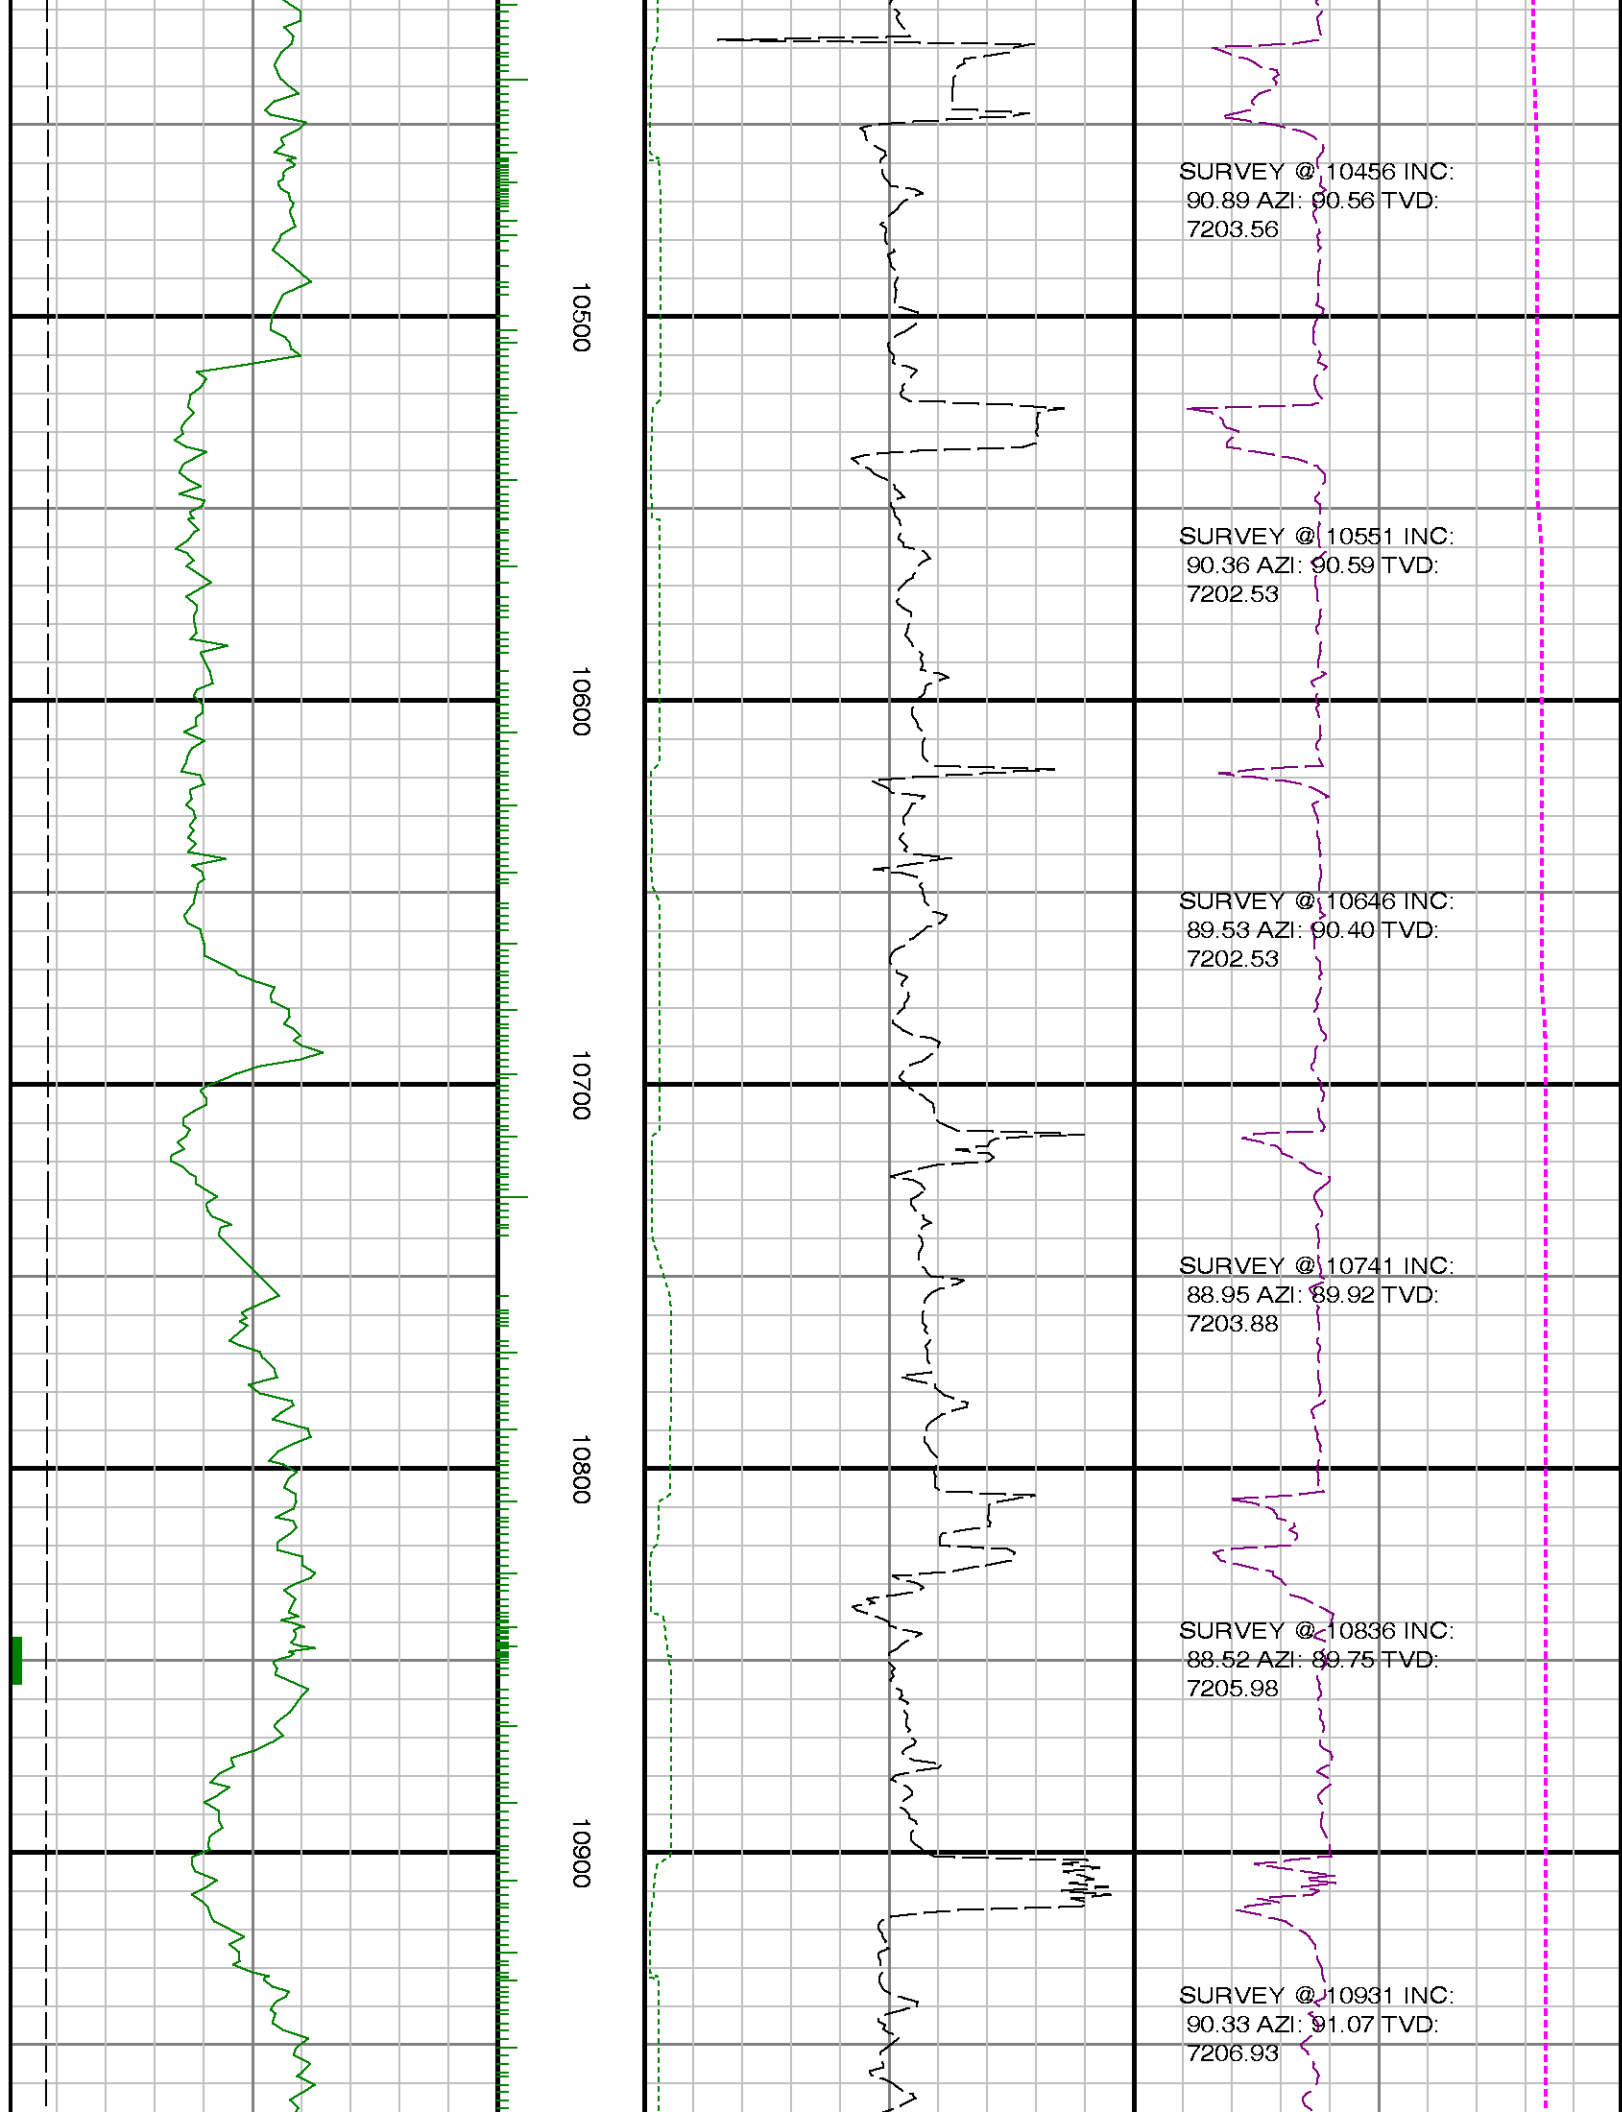 SURVEY @ 10456 INC:
90.89 AZI: 90.56 TVD:
7203.56
10500
SURVEY @ 10551 INC:
90.36 AZI: 90.59 TVD:
7202.53
10600
SURVEY @ 10646 INC:
89.53 AZI: 90.40 TVD:
7202.53
10700
SURVEY @ 10741 INC:
88.95 AZI: 89.92 TVD:
7203.88
10800
SURVEY @ 10836 INC:
88.52 AZI: 89.75 TVD:
7205.98
10900
SURVEY @ 10931 INC:
90.33 AZI: 91.07 TVD:
7206.93